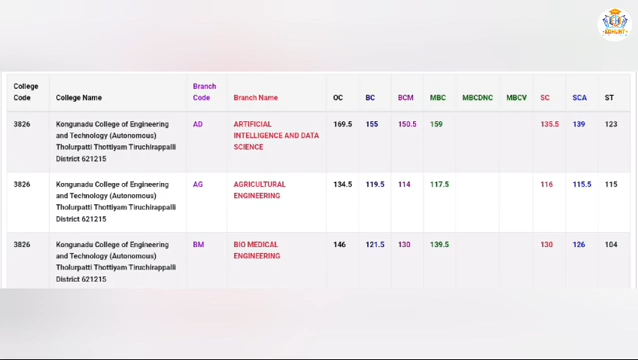 EDHUNT
College Code College Name Branch Code Branch Name OC BC BCM MBC MBCDNC MBCV SC SCA ST
3826 Kongunadu College of Engineering AD ARTIFICIAL 169.5 155 150.5 159 135.5 139 123
and Technology (Autonomous) INTELLIGENCE AND DATA
Tholurpatti Thottiyam Tiruchirappalli SCIENCE
District 621215
3826 Kongunadu College of Engineering AG AGRICULTURAL 134.5 119.5 114 117.5 116 115.5 115
and Technology (Autonomous) ENGINEERING
Tholurpatti Thottiyam Tiruchirappalli
District 621215
3826 Kongunadu College of Engineering BM BIO MEDICAL 146 121.5 130 139.5 130 126 104
and Technology (Autonomous) ENGINEERING
Tholurpatti Thottiyam Tiruchirappalli
District 621215